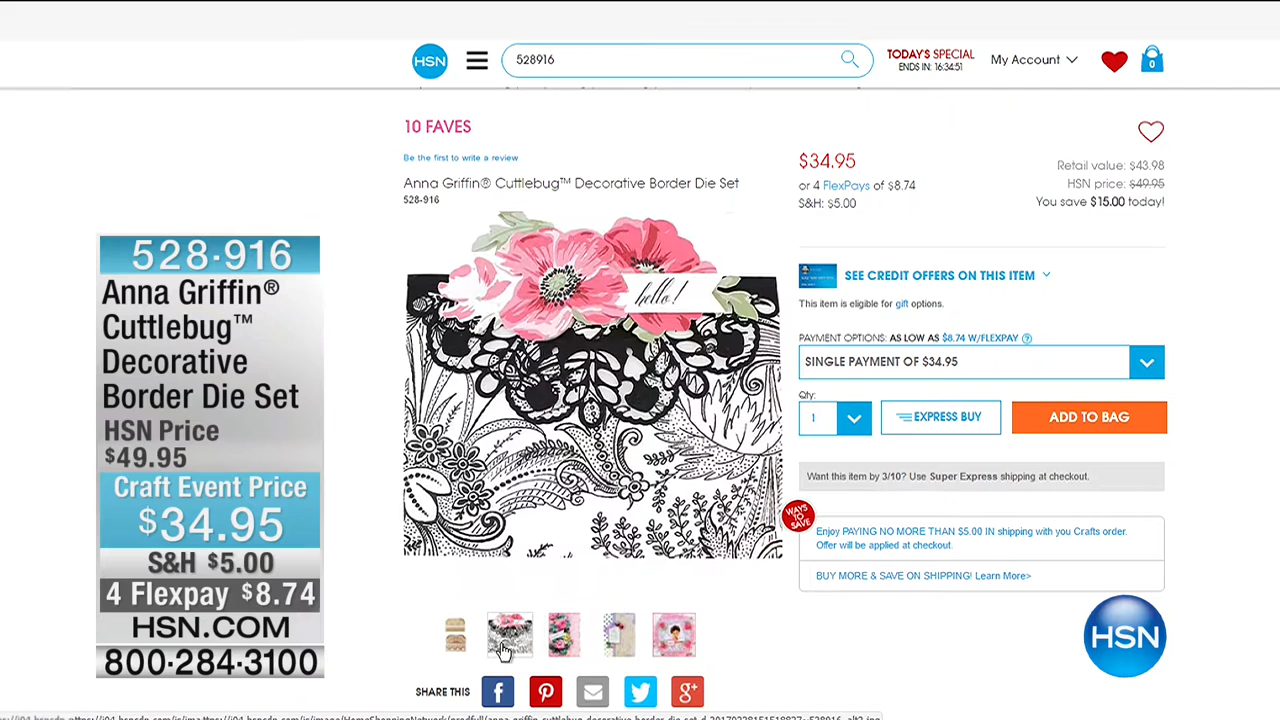 HSN
528916
TODAY'S SPECIAL
ENDS IN: 16:34:51
My Account
0
10 FAVES
Be the first to write a review
Anna Griffin® Cuttlebug™ Decorative Border Die Set
528-916
hello!
$34.95
or 4 FlexPays of $8.74
S&H: $5.00
Retail value: $43.98
HSN price: $49.95
You save $15.00 today!
SEE CREDIT OFFERS ON THIS ITEM
This item is eligible for gift options.
PAYMENT OPTIONS: AS LOW AS $8.74 W/FLEXPAY ?
SINGLE PAYMENT OF $34.95
Qty:
1
EXPRESS BUY
ADD TO BAG
Want this item by 3/10? Use Super Express shipping at checkout.
WAYS
TO
SAVE
Enjoy PAYING NO MORE THAN $5.00 IN shipping with you Crafts order.
Offer will be applied at checkout.
BUY MORE & SAVE ON SHIPPING! Learn More>
SHARE THIS
528·916
Anna Griffin®
Cuttlebug™
Decorative
Border Die Set
HSN Price
$49.95
Craft Event Price
$34.95
S&H $5.00
4 Flexpay $8.74
HSN.COM
800·284·3100
HSN